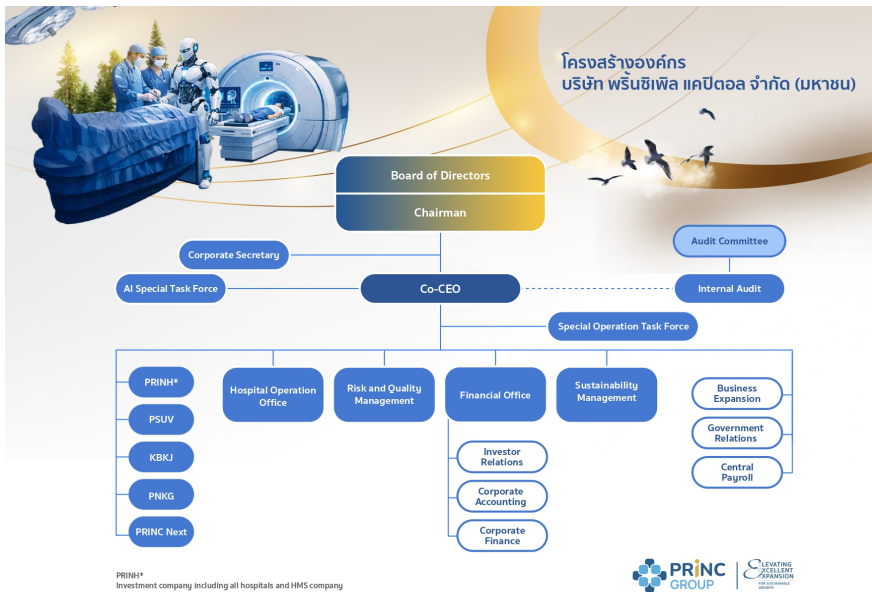 โครงสร้างองค์กร
บริษัท พริ้นซิเพิล แคปิตอล จำกัด (มหาชน)
Board of Directors
Chairman
Audit Committee
Corporate Secretary
AI Special Task Force
Co-CEO
Internal Audit
Special Operation Task Force
PRINH*
PSUV
KBKJ
PNKG
PRINC Next
Hospital Operation
Office
Risk and Quality
Management
Financial Office
Investor
Relations
Corporate
Accounting
Corporate
Finance
Sustainability
Management
Business
Expansion
Government
Relations
Central
Payroll
PRINH*
Investment company including all hospitals and HMS company
PRINC
GROUP
ELEVATING
EXCELLENT
EXPANSION
FOR SUSTAINABLE
GROWTH